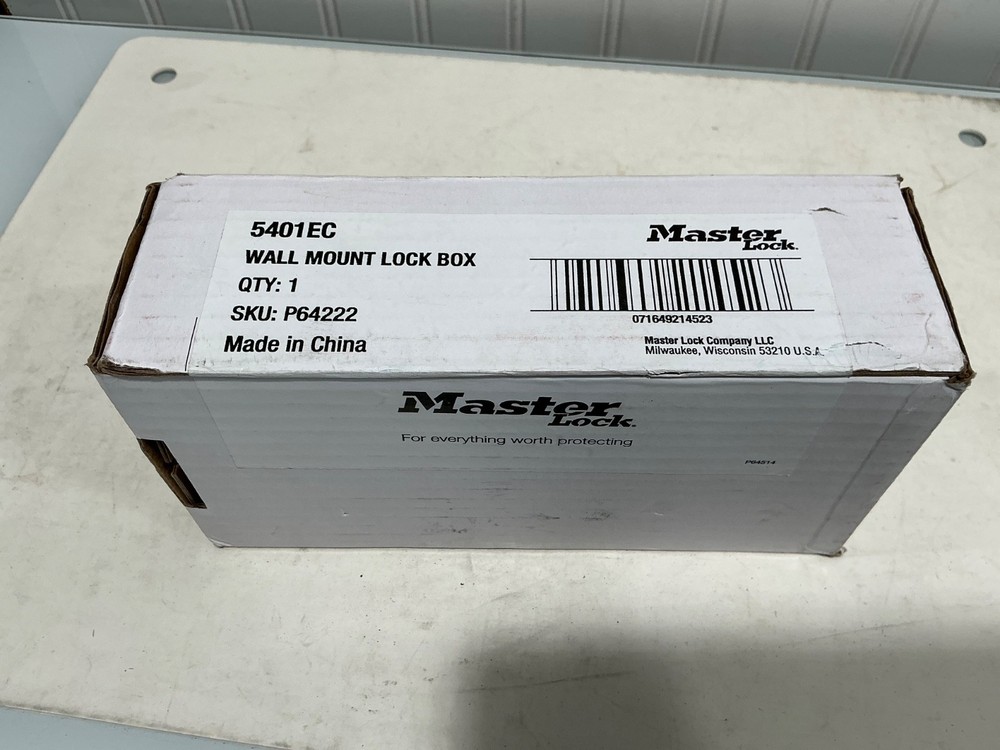 5401EC
WALL MOUNT LOCK BOX
QTY: 1
SKU: P64222
Made in China
Master
Lock.
071649214523
Master Lock Company LLC
Milwaukee, Wisconsin 53210 U.S.A.
Master
Lock.
For everything worth protecting
P64514